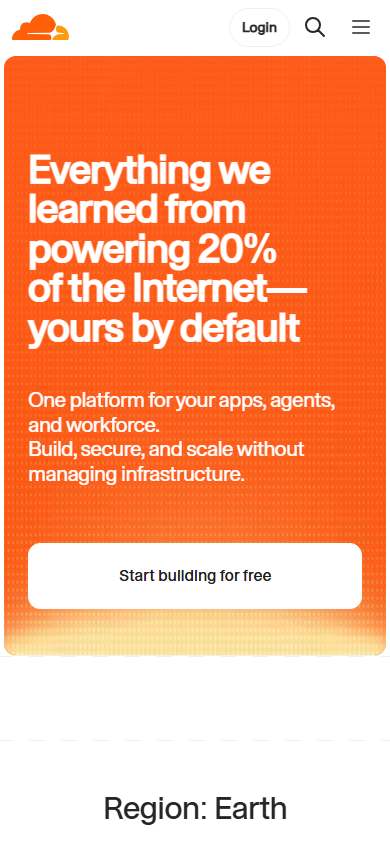 Login
Everything we
learned from
powering 20%
of the Internet—
yours by default
One platform for your apps, agents,
and workforce.
Build, secure, and scale without
managing infrastructure.
Start building for free
Region: Earth